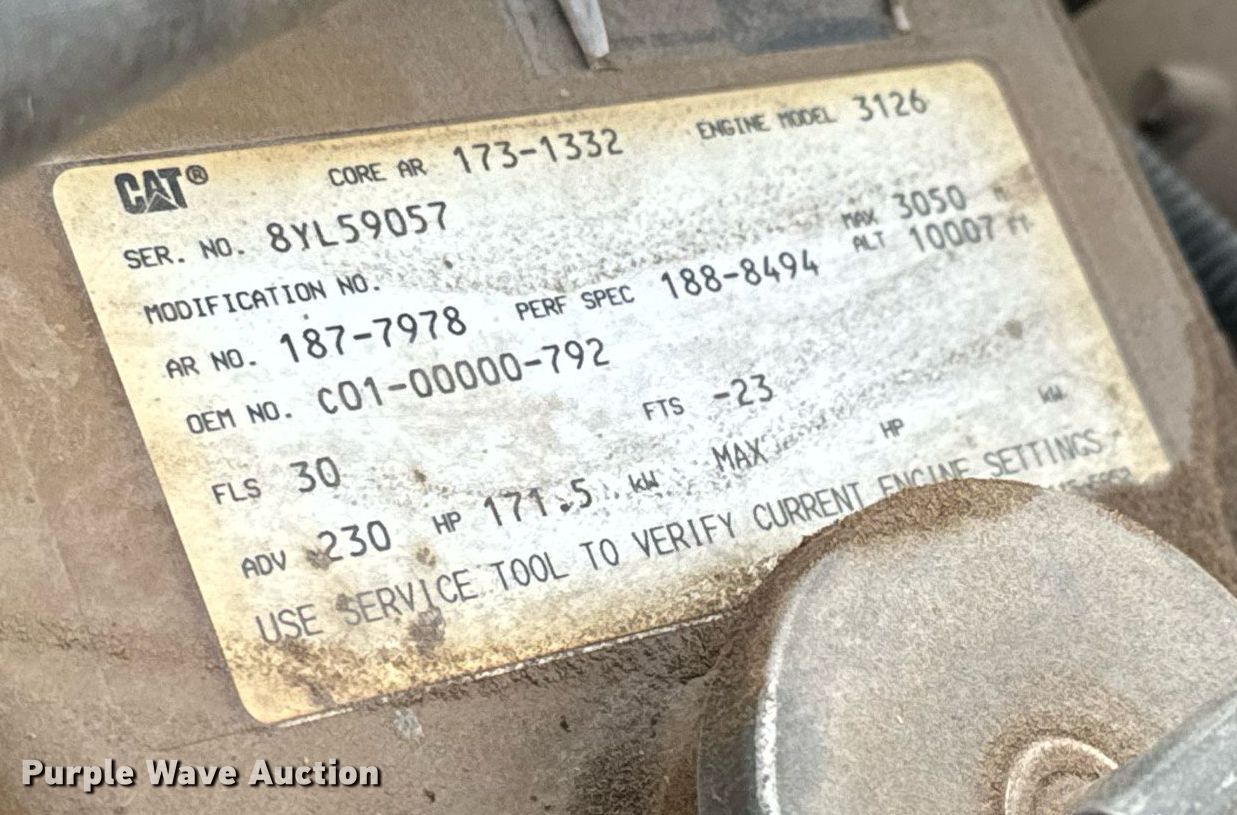 CAT® CORE AR 173-1332 ENGINE MODEL 3126
SER. NO. 8YL59057
MODIFICATION NO. MAX 3050
AR NO. 187-7978 PERF SPEC 188-8494 ALT 10007 ft
OEM NO. C01-00000-792
FLS 30 FTS -23
ADV 230 HP 171.5 kW MAX HP kW
USE SERVICE TOOL TO VERIFY CURRENT ENGINE SETTINGS
Purple Wave Auction